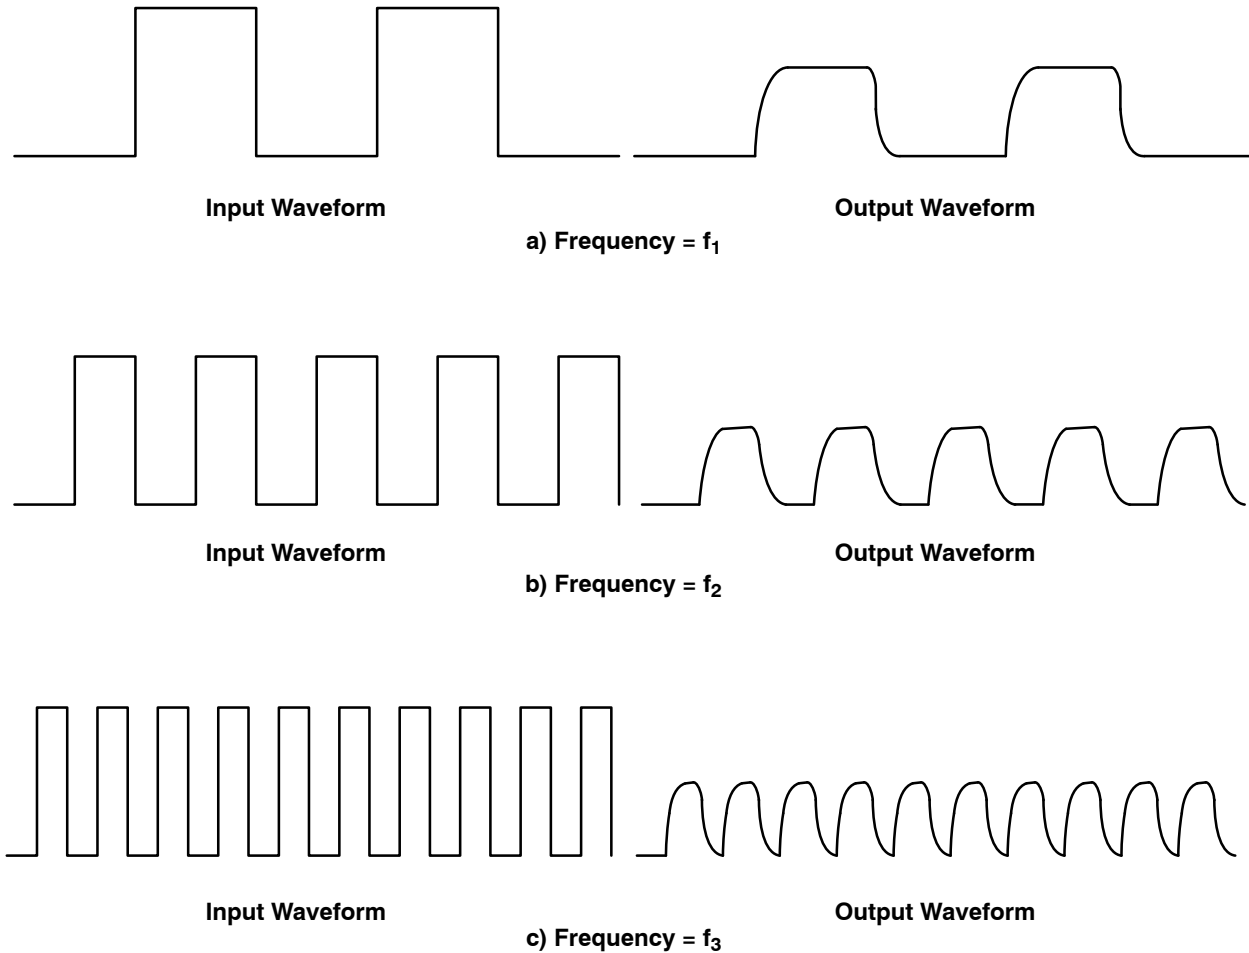 Input Waveform
Output Waveform
a) Frequency = f₁
Input Waveform
Output Waveform
b) Frequency = f₂
Input Waveform
Output Waveform
c) Frequency = f₃